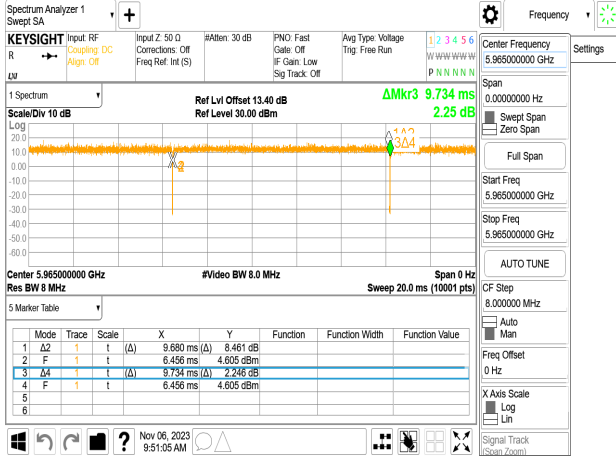 Spectrum Analyzer 1
Swept SA
Frequency
KEYSIGHT
R
Input: RF
Coupling: DC
Align: Off
Input Z: 50 Ω
Corrections: Off
Freq Ref: Int (S)
#Atten: 30 dB
PNO: Fast
Gate: Off
IF Gain: Low
Sig Track: Off
Avg Type: Voltage
Trig: Free Run
1 2 3 4 5 6
W W W W W W
P N N N N N
1 Spectrum
Scale/Div 10 dB
Ref Lvl Offset 13.40 dB
Ref Level 30.00 dBm
ΔMkr3 9.734 ms
2.25 dB
Log
20.0
10.0
0.00
-10.0
-20.0
-30.0
-40.0
-50.0
-60.0
3Δ4
Center 5.965000000 GHz
Res BW 8 MHz
#Video BW 8.0 MHz
Span 0 Hz
Sweep 20.0 ms (10001 pts)
5 Marker Table
Mode Trace Scale X Y Function Function Width Function Value
1 Δ2 1 t (Δ) 9.680 ms (Δ) 8.461 dB
2 F 1 t 6.456 ms 4.605 dBm
3 Δ4 1 t (Δ) 9.734 ms (Δ) 2.246 dB
4 F 1 t 6.456 ms 4.605 dBm
5
6
?
Nov 06, 2023
9:51:05 AM
Center Frequency
5.965000000 GHz
Span
0.00000000 Hz
Swept Span
Zero Span
Full Span
Start Freq
5.965000000 GHz
Stop Freq
5.965000000 GHz
AUTO TUNE
CF Step
8.000000 MHz
Auto
Man
Freq Offset
0 Hz
X Axis Scale
Log
Lin
Signal Track
(Span Zoom)
Settings